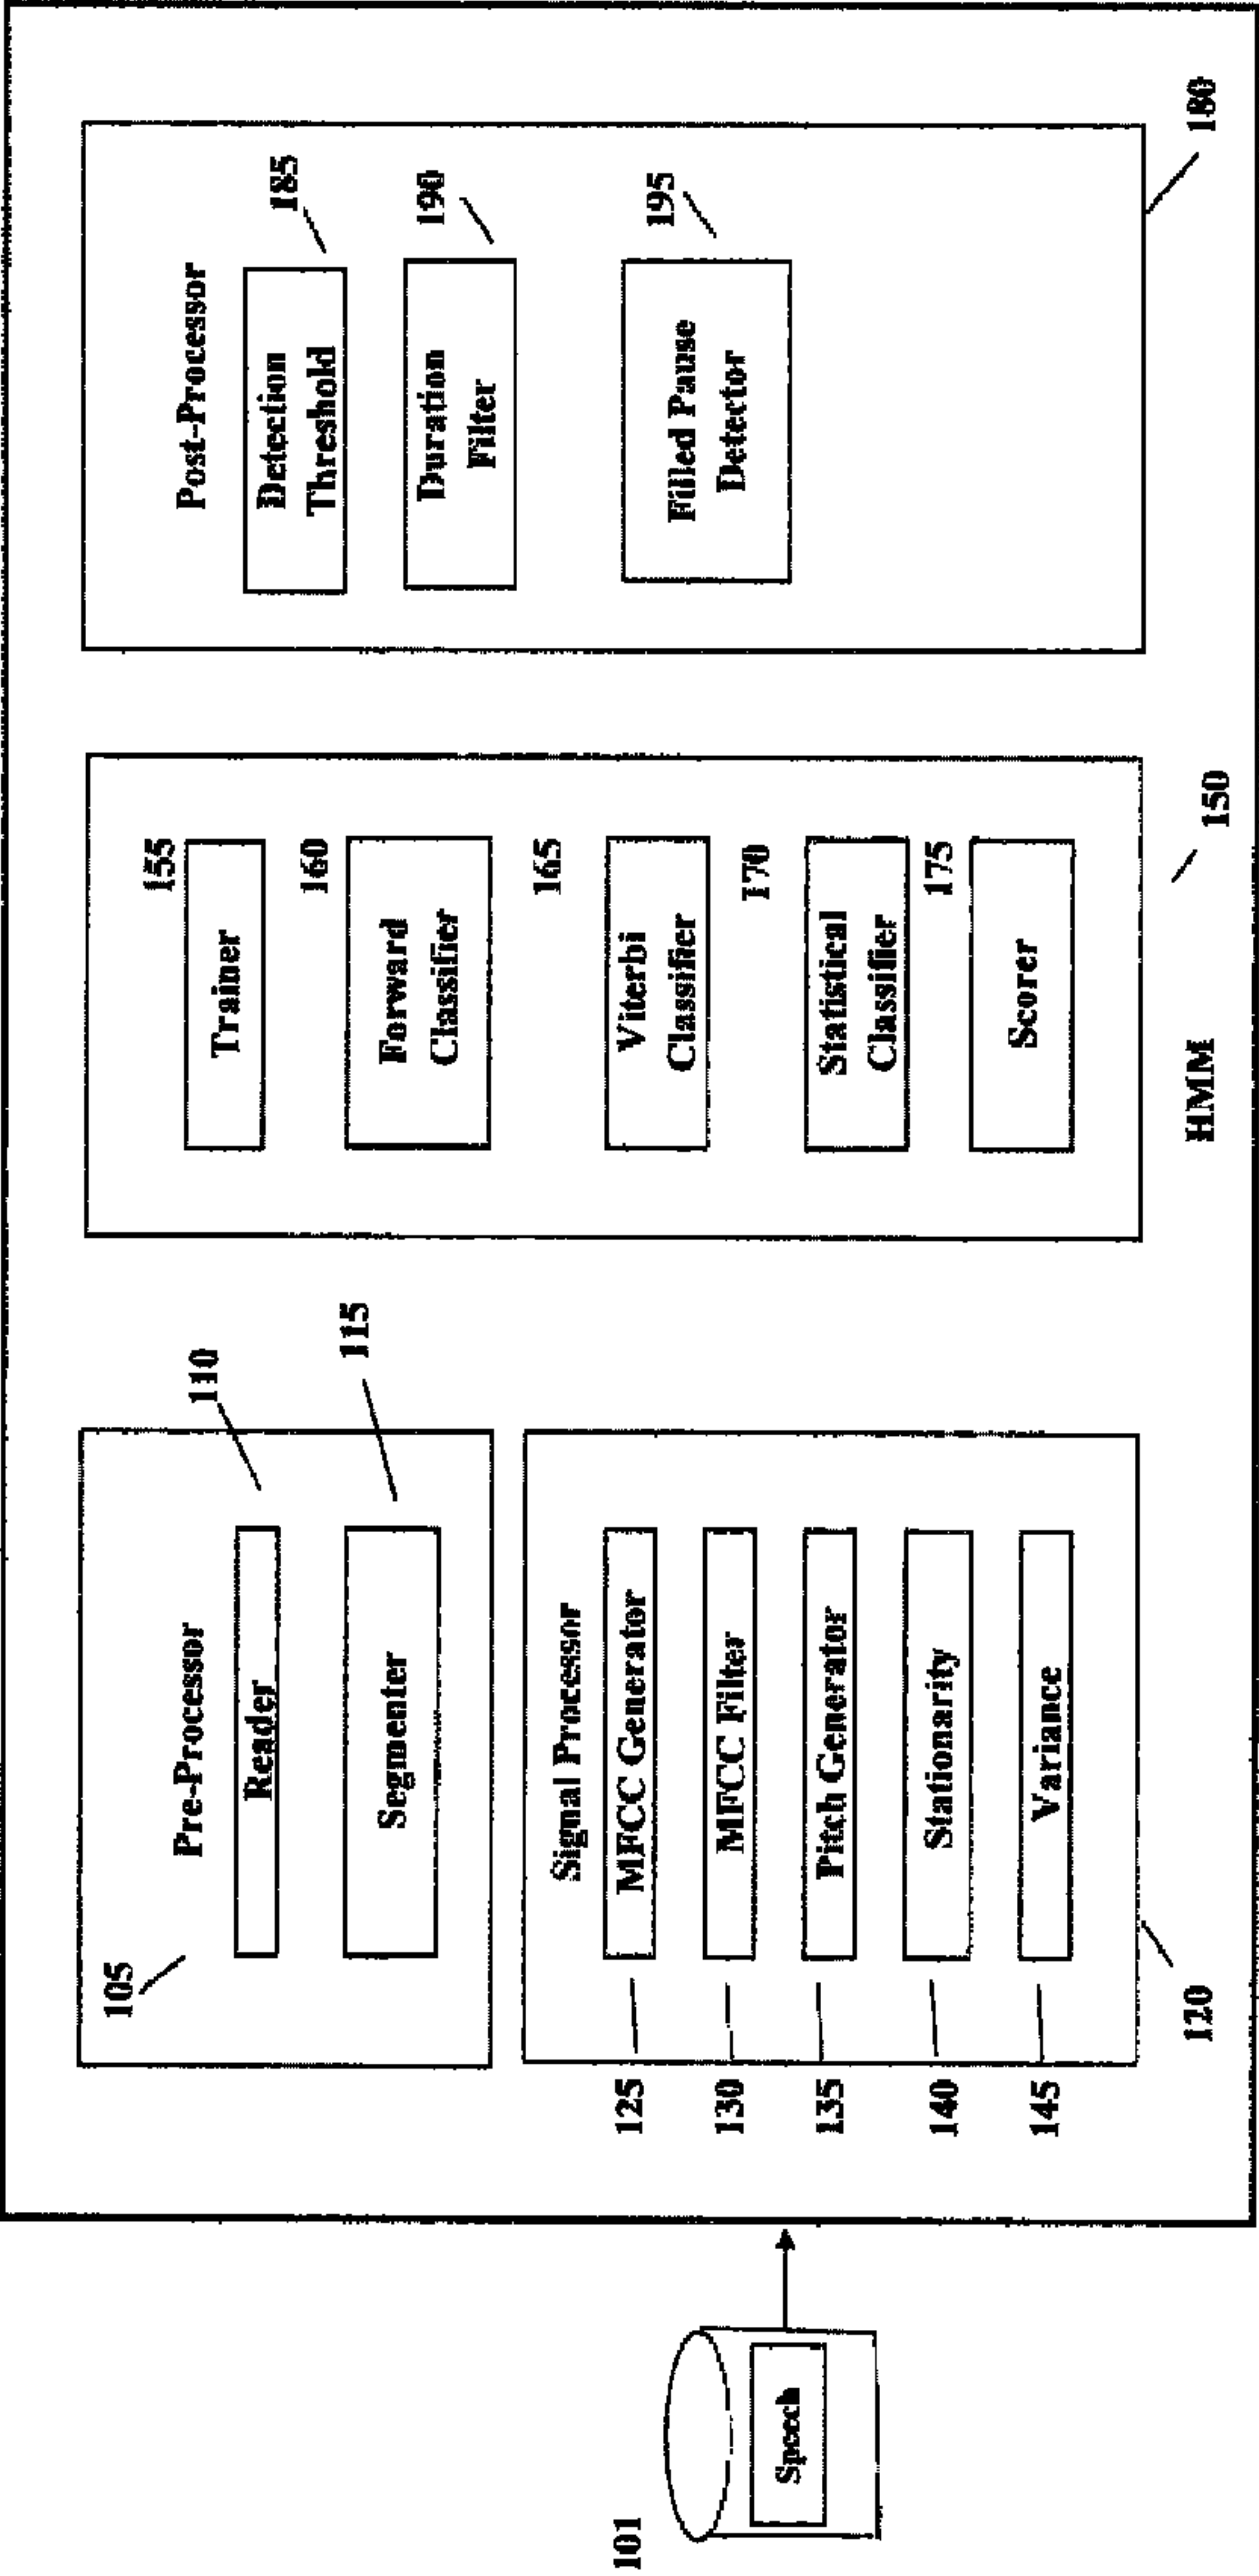 101
Speech
105
Pre-Processor
110
Reader
115
Segmenter
Signal Processor
125
MFCC Generator
130
MFCC Filter
135
Pitch Generator
140
Stationarity
145
Variance
120
155
Trainer
160
Forward
Classifier
165
Viterbi
Classifier
170
Statistical
Classifier
175
Scorer
HMM
150
Post-Processor
185
Detection
Threshold
190
Duration
Filter
195
Filled Pause
Detector
180